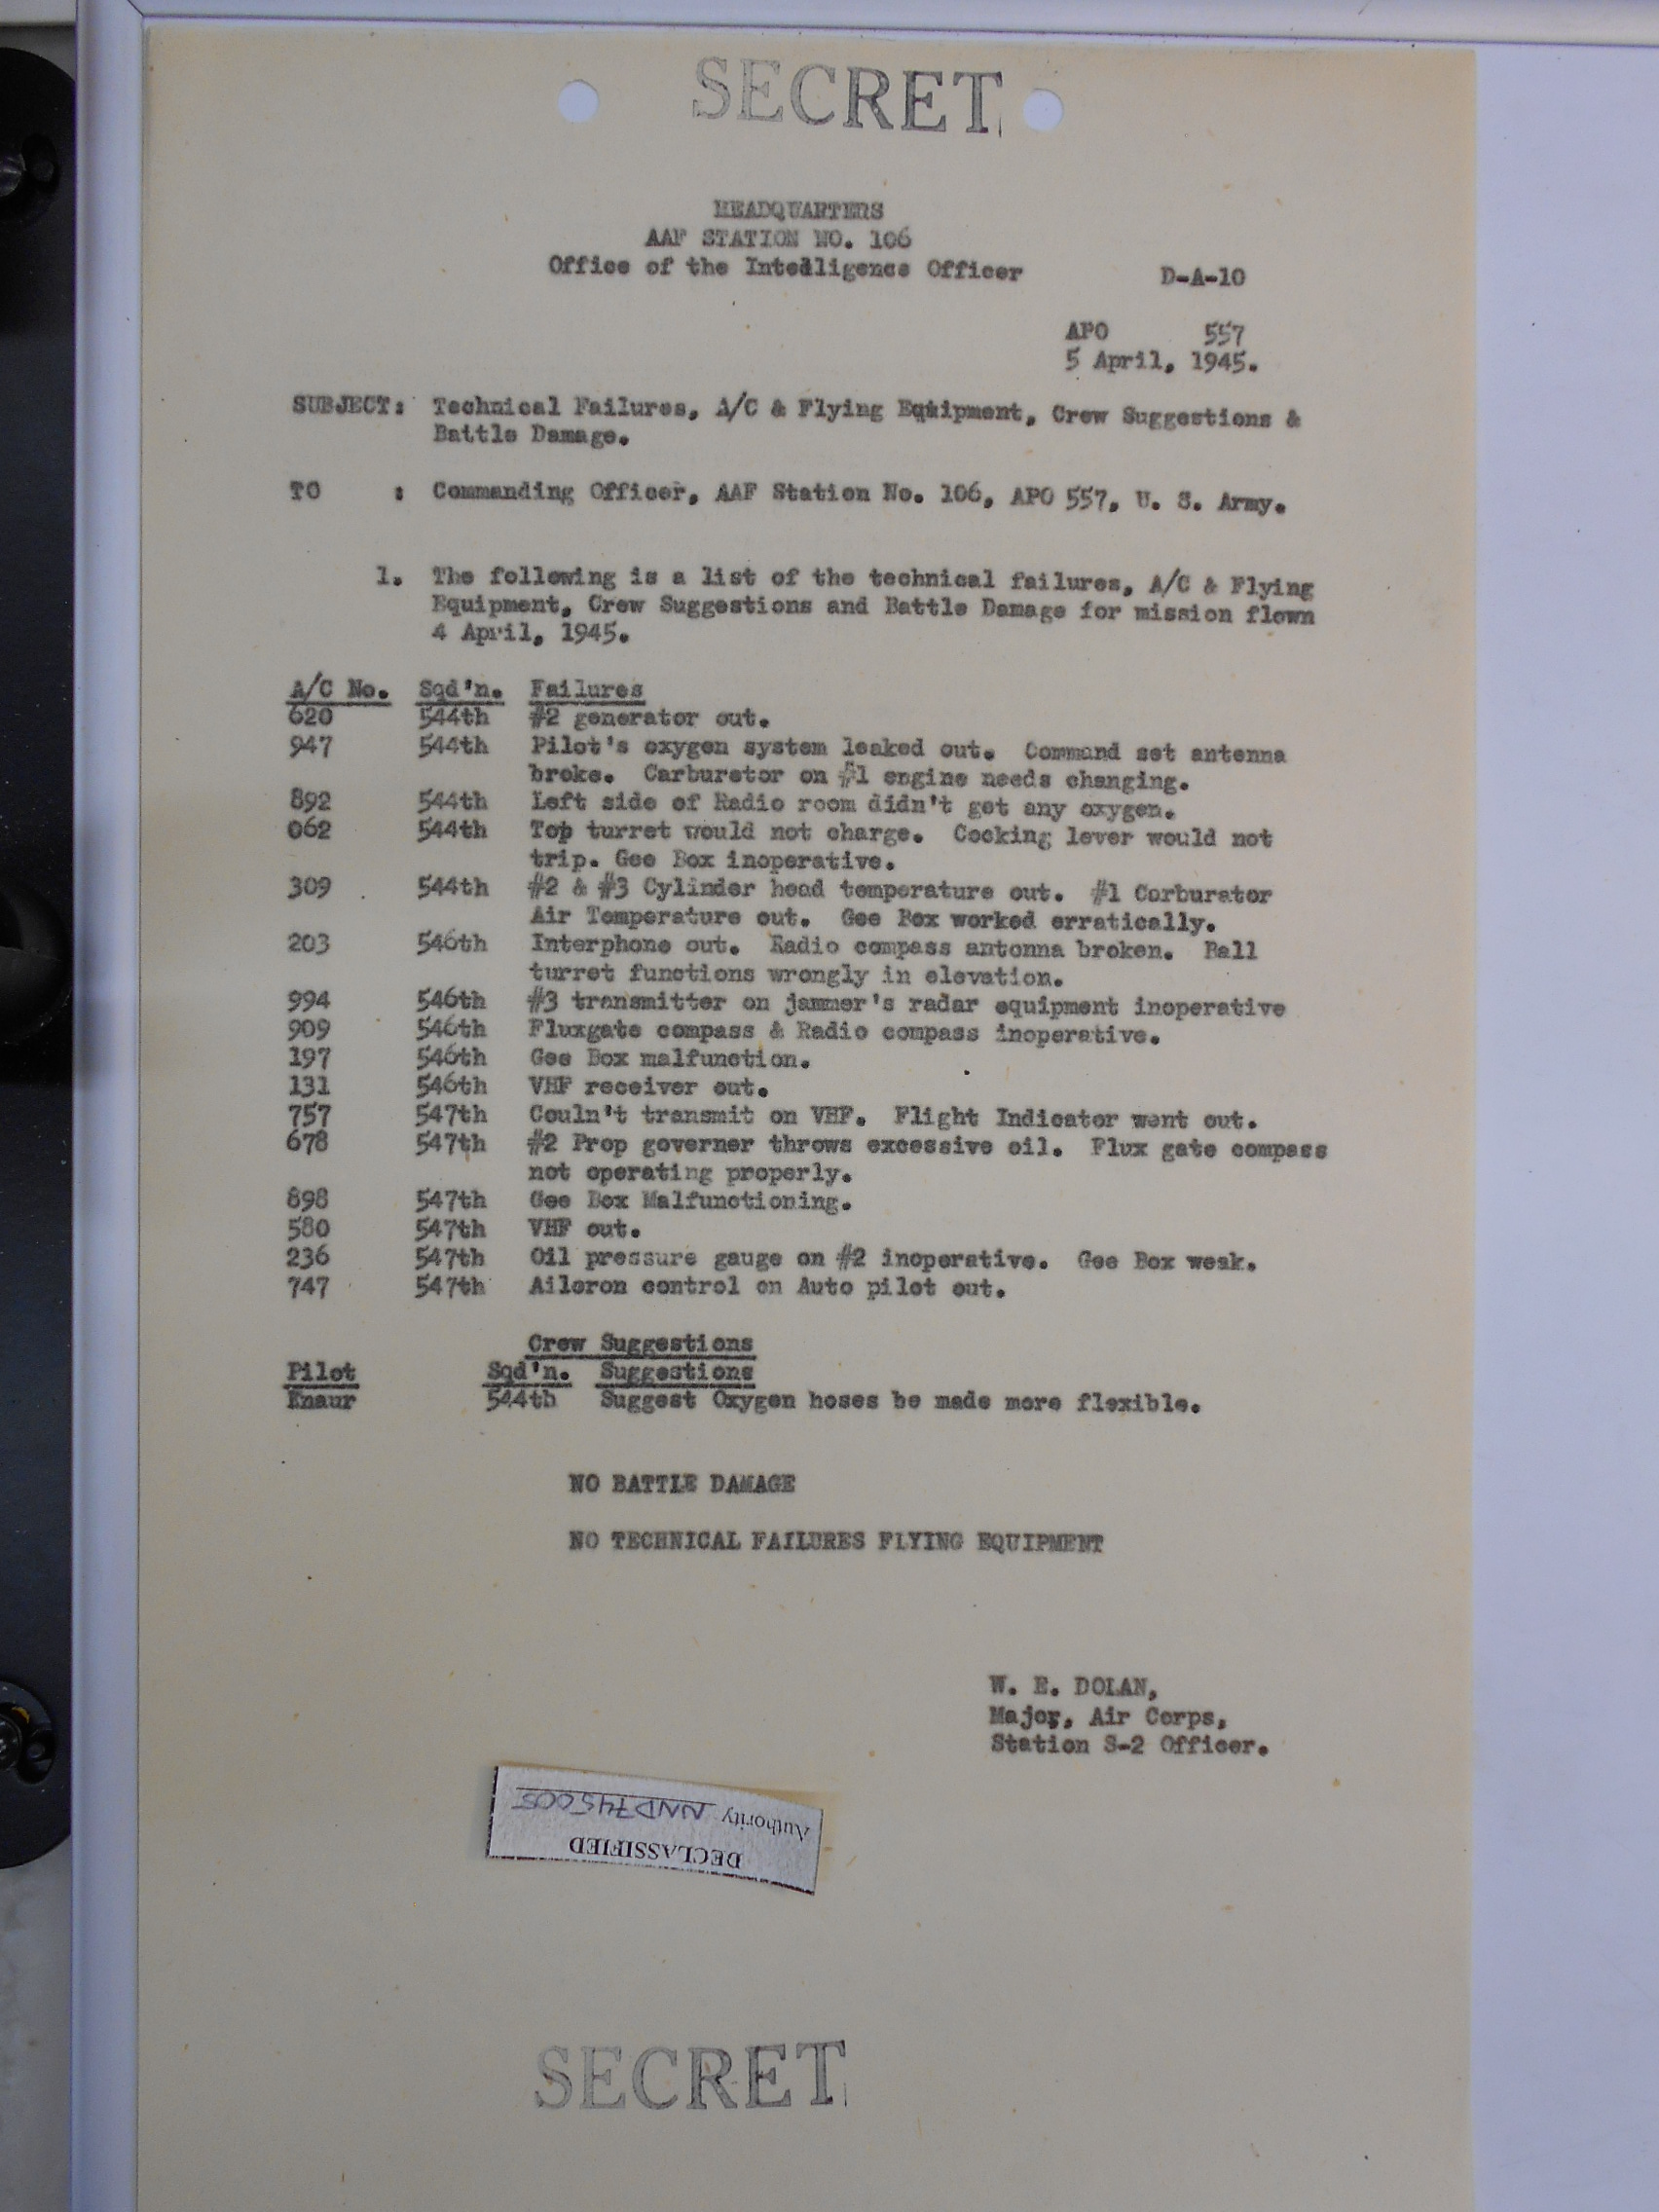 SECRET
HEADQUARTERS
AAF STATION NO. 106
Office of the Intelligence Officer
D-A-10
APO 557
5 April, 1945.
SUBJECT: Technical Failures, A/C & Flying Equipment, Crew Suggestions &
Battle Damage.
TO : Commanding Officer, AAF Station No. 106, APO 557, U. S. Army.
1. The following is a list of the technical failures, A/C & Flying
Equipment, Crew Suggestions and Battle Damage for mission flown
4 April, 1945.
A/C No. Sqd'n. Failures
620 544th #2 generator out.
947 544th Pilot's oxygen system leaked out. Command set antenna
broke. Carburetor on #1 engine needs changing.
892 544th Left side of Radio room didn't get any oxygen.
062 544th Top turret would not charge. Cocking lever would not
trip. Gee Box inoperative.
309 544th #2 & #3 Cylinder head temperature out. #1 Carburator
Air Temperature out. Gee Box worked erratically.
203 546th Interphone out. Radio compass antenna broken. Ball
turret functions wrongly in elevation.
994 546th #3 transmitter on jammer's radar equipment inoperative
909 546th Fluxgate compass & Radio compass inoperative.
197 546th Gee Box malfunction.
131 546th VHF receiver out.
757 547th Couln't transmit on VHF. Flight Indicator went out.
678 547th #2 Prop governer throws excessive oil. Flux gate compass
not operating properly.
898 547th Gee Box Malfunctioning.
580 547th VHF out.
236 547th Oil pressure gauge on #2 inoperative. Gee Box weak.
747 547th Aileron control on Auto pilot out.
Crew Suggestions
Pilot Sqd'n. Suggestions
Knaur 544th Suggest Oxygen hoses be made more flexible.
NO BATTLE DAMAGE
NO TECHNICAL FAILURES FLYING EQUIPMENT
W. E. DOLAN,
Major, Air Corps,
Station S-2 Officer.
DECLASSIFIED
Authority NND745005
SECRET